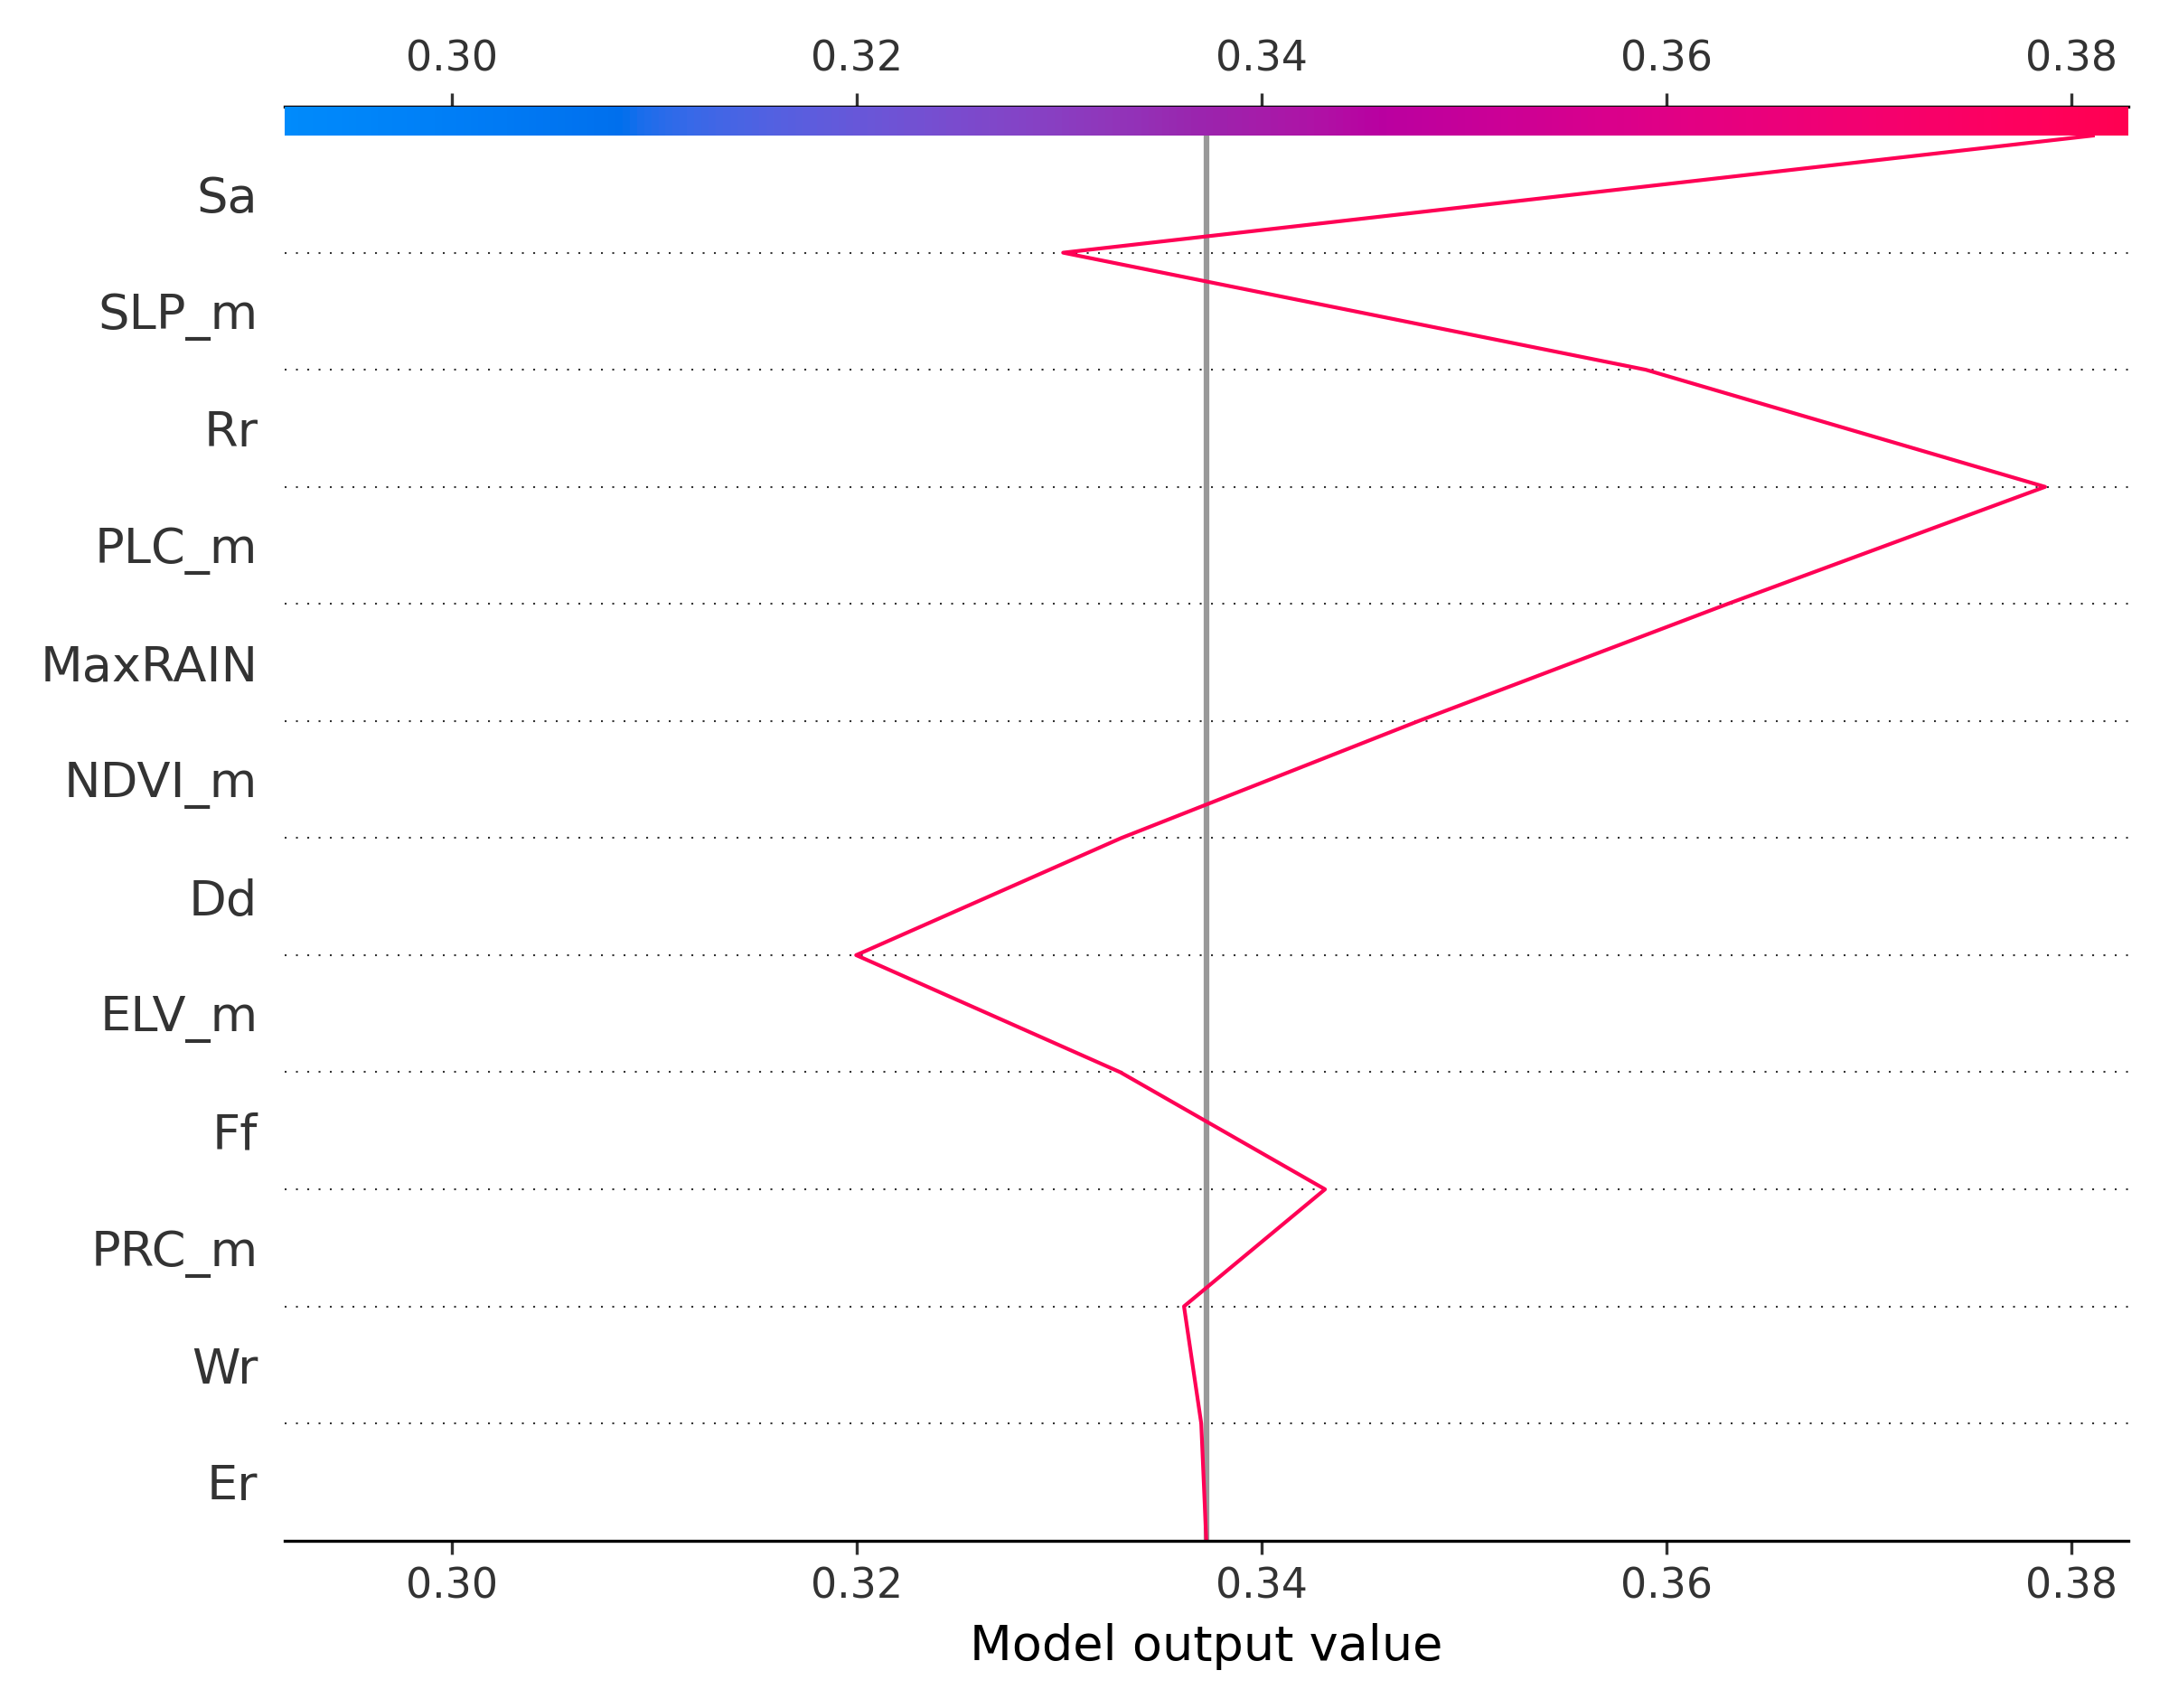 0.30 0.32 0.34 0.36 0.38
Sa
SLP_m
Rr
PLC_m
MaxRAIN
NDVI_m
Dd
ELV_m
Ff
PRC_m
Wr
Er
0.30 0.32 0.34 0.36 0.38
Model output value